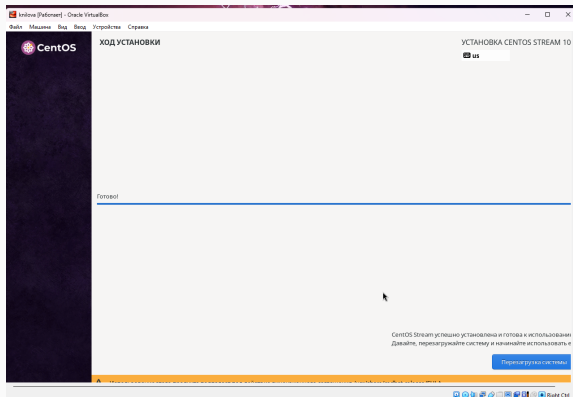 knilova [Работает] - Oracle VirtualBox
Файл Машина Вид Ввод Устройства Справка
CentOS
ХОД УСТАНОВКИ
УСТАНОВКА CENTOS STREAM 10
us
Готово!
CentOS Stream успешно установлена и готова к использовани
Давайте, перезагружайте систему и начинайте использовать е
Перезагрузка системы
Right Ctrl